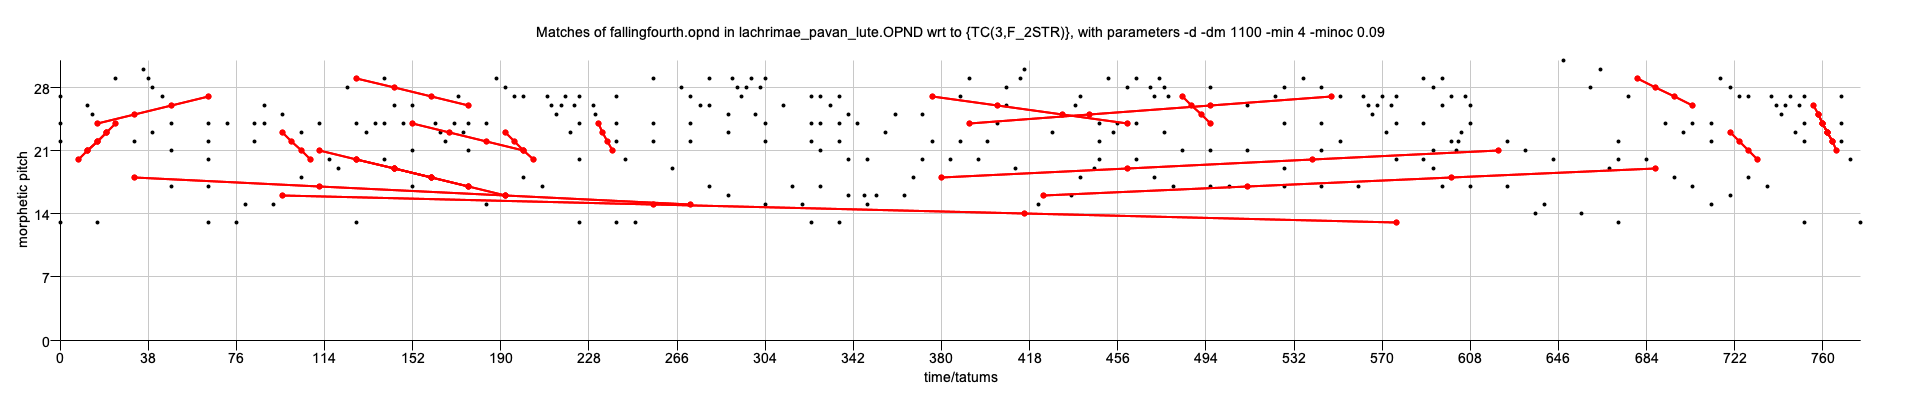 Matches of fallingfourth.opnd in lachrimae_pavan_lute.OPND wrt to {TC(3,F_2STR)}, with parameters -d -dm 1100 -min 4 -minoc 0.09
28
21
14
7
0
morphetic pitch
0 38 76 114 152 190 228 266 304 342 380 418 456 494 532 570 608 646 684 722 760
time/tatums